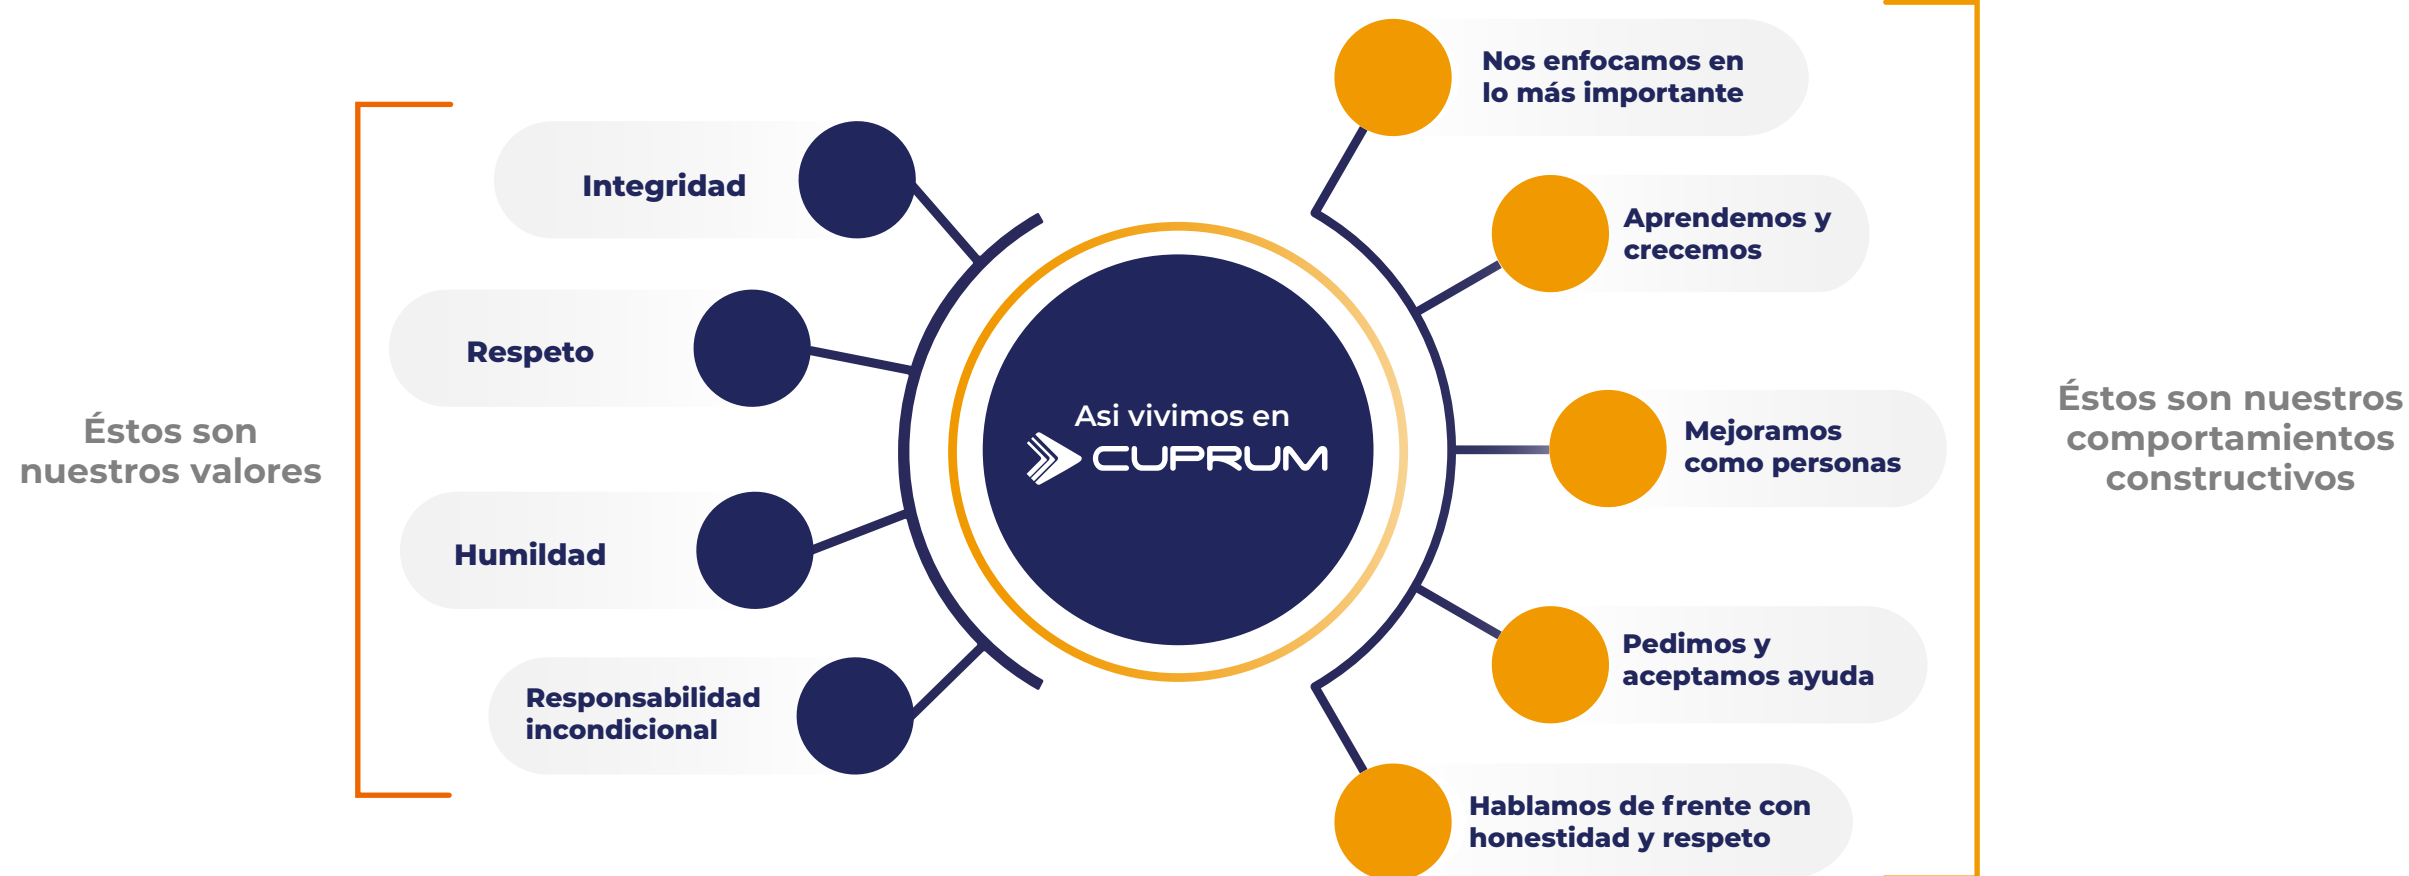 Éstos son
nuestros valores
Integridad
Respeto
Humildad
Responsabilidad
incondicional
Asi vivimos en
CUPRUM
Nos enfocamos en
lo más importante
Aprendemos y
crecemos
Mejoramos
como personas
Pedimos y
aceptamos ayuda
Hablamos de frente con
honestidad y respeto
Éstos son nuestros
comportamientos
constructivos